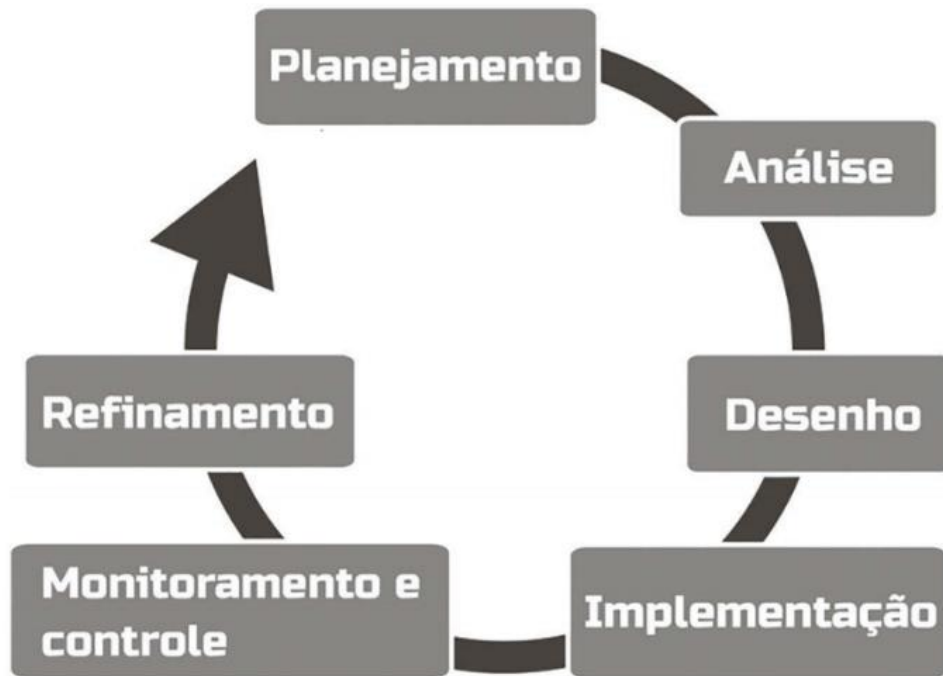 Planejamento
Análise
Desenho
Implementação
Monitoramento e
controle
Refinamento